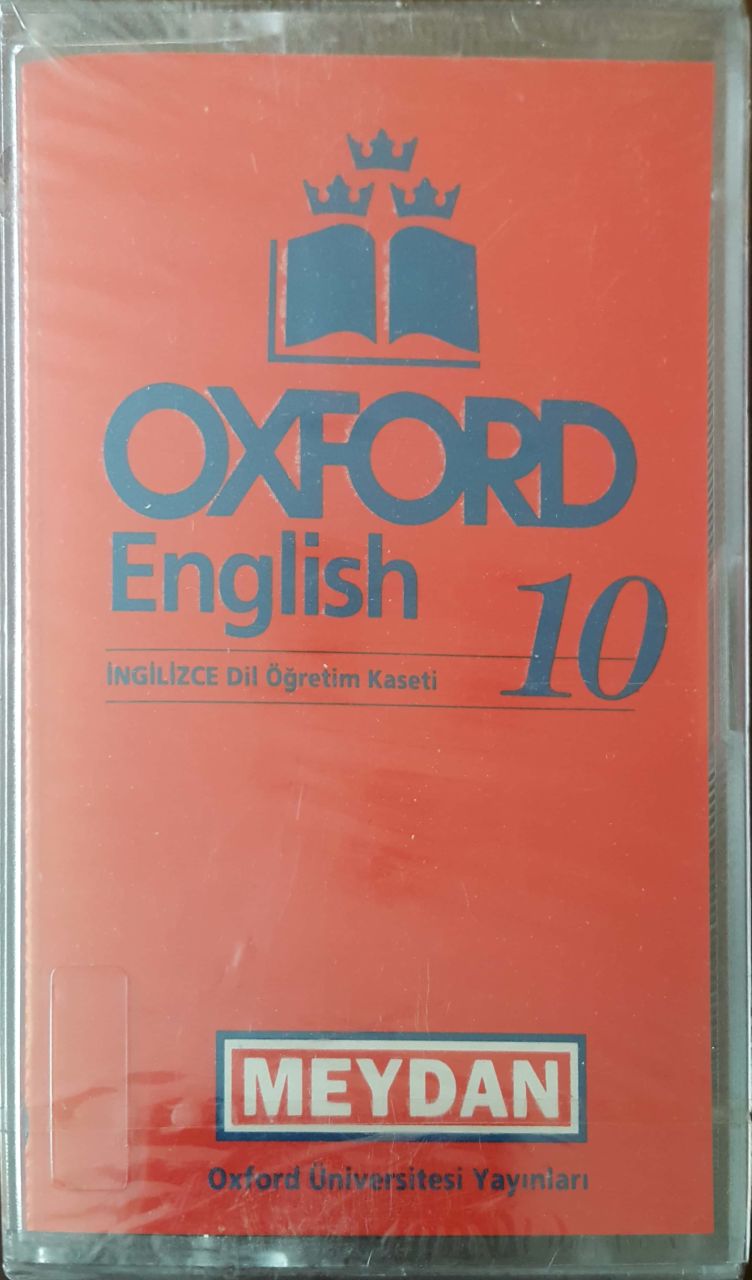 OXFORD
English 10
İNGİLİZCE Dil Öğretim Kaseti
MEYDAN
Oxford Üniversitesi Yayınları